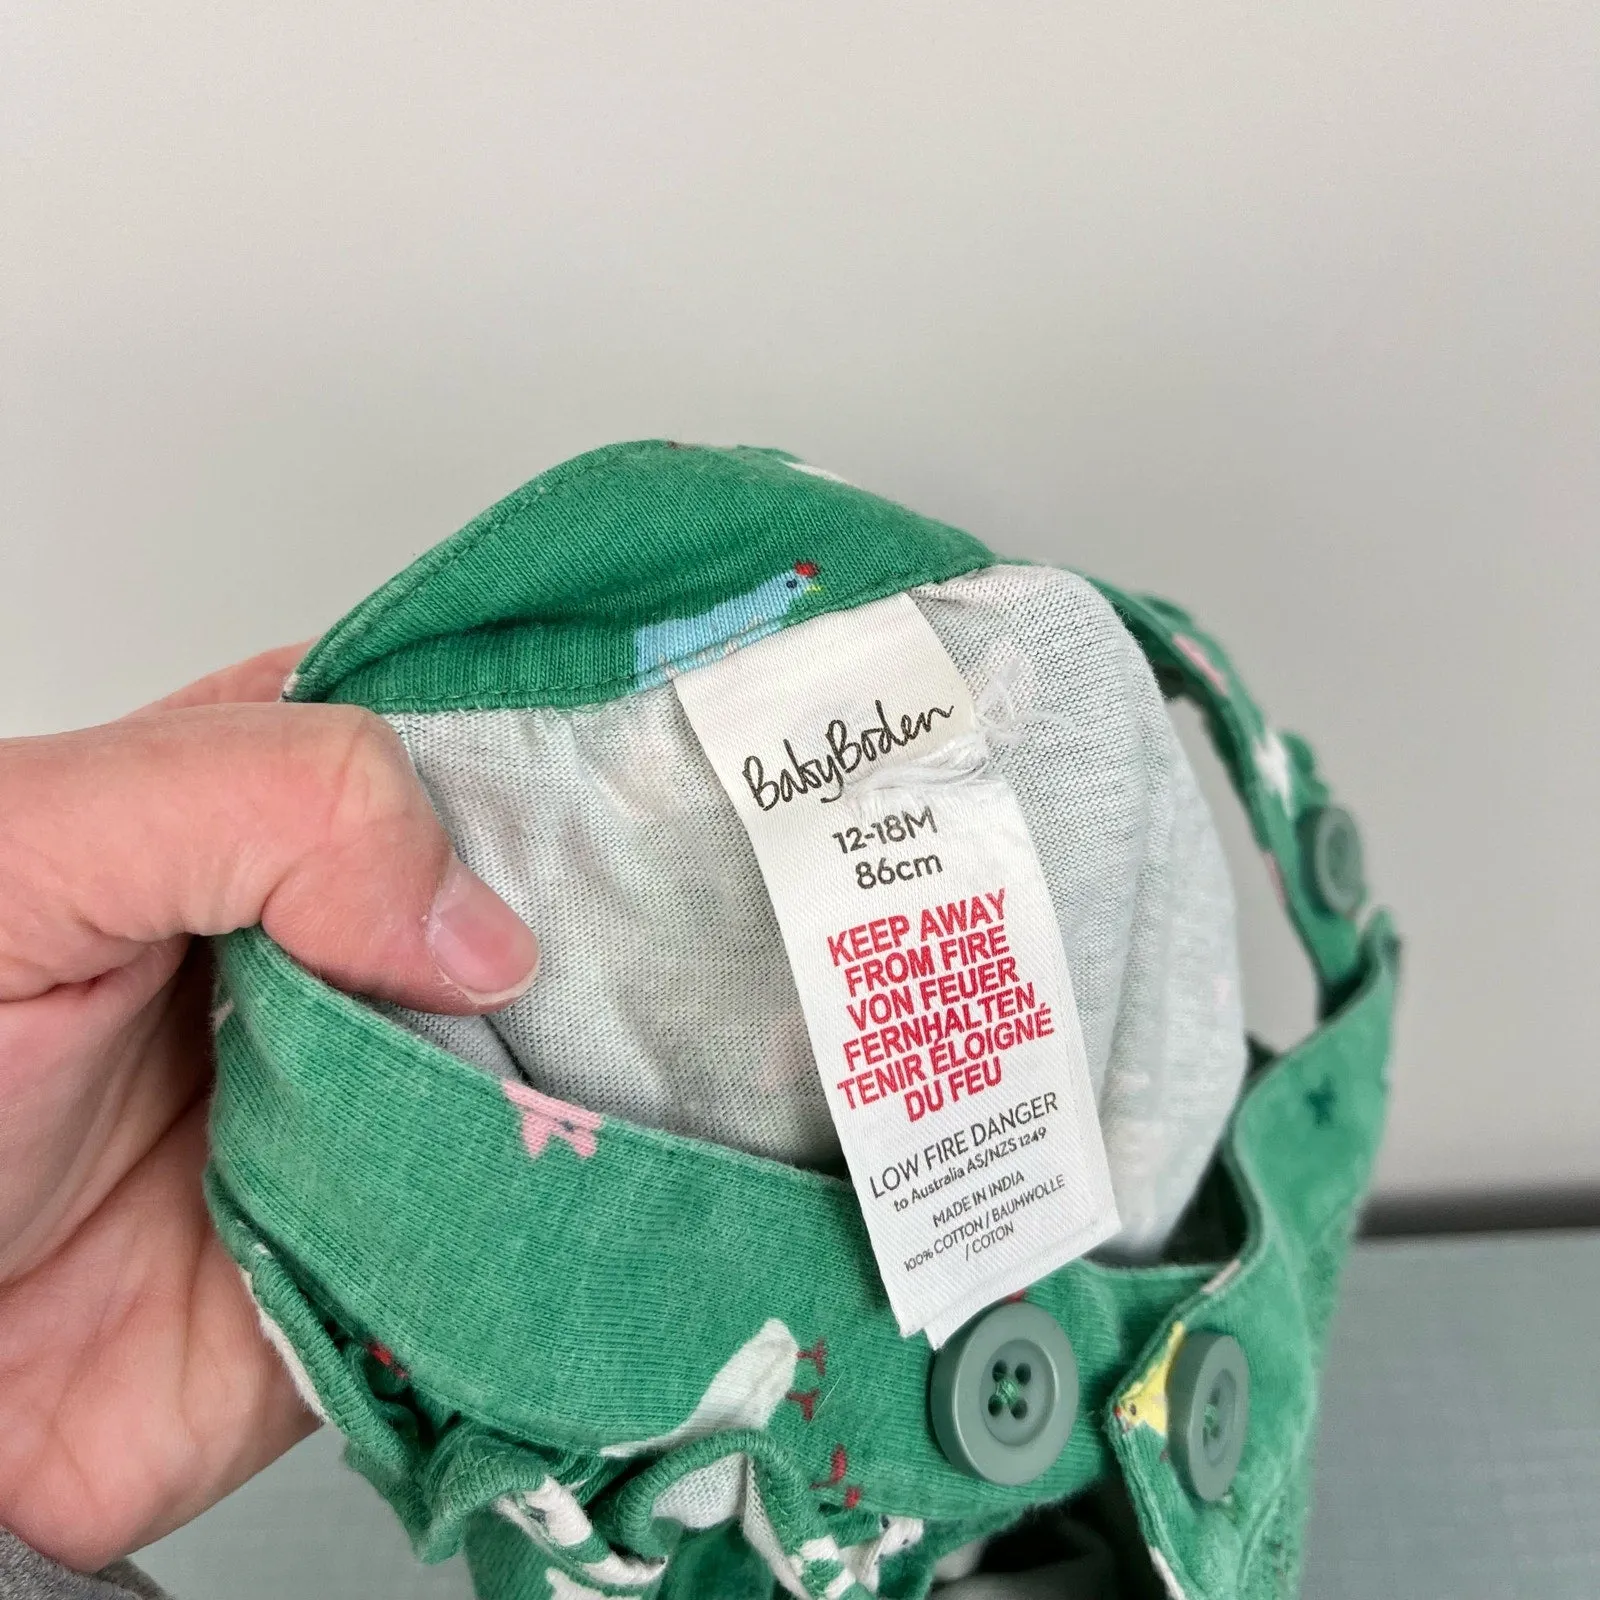 BabyBoden
12-18M
86cm
KEEP AWAY
FROM FIRE
VON FEUER
FERNHALTEN
TENIR ÉLOIGNÉ
DU FEU
LOW FIRE DANGER
to Australia AS/NZS 1249
MADE IN INDIA
100% COTTON / BAUMWOLLE
/ COTON